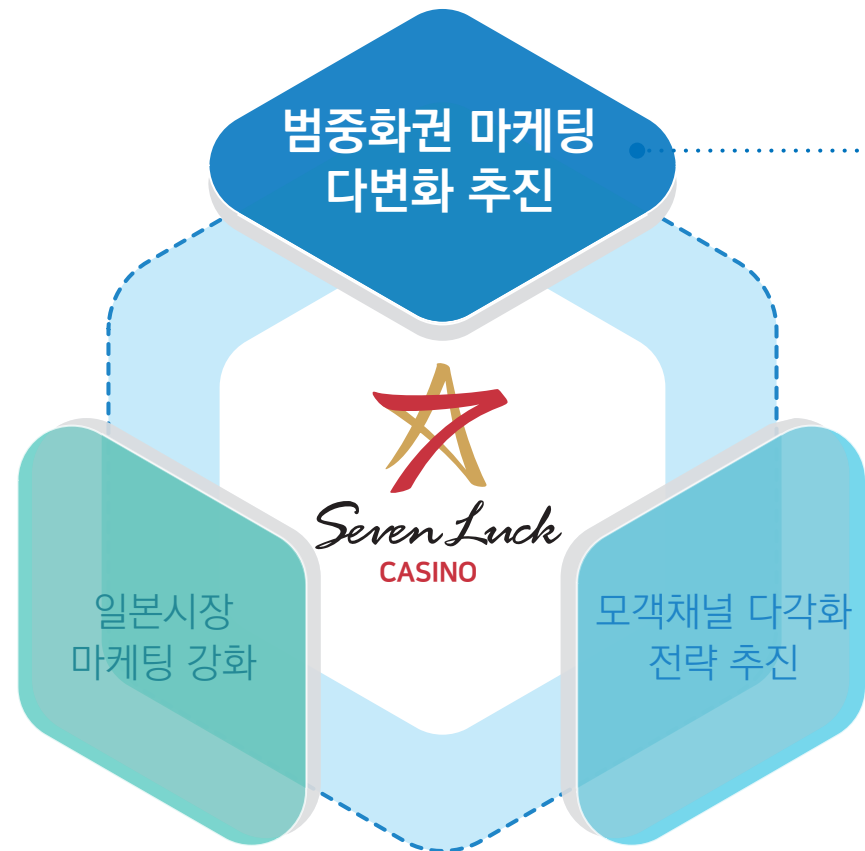 범중화권 마케팅
다변화 추진
Seven Luck
CASINO
일본시장
마케팅 강화
모객채널 다각화
전략 추진